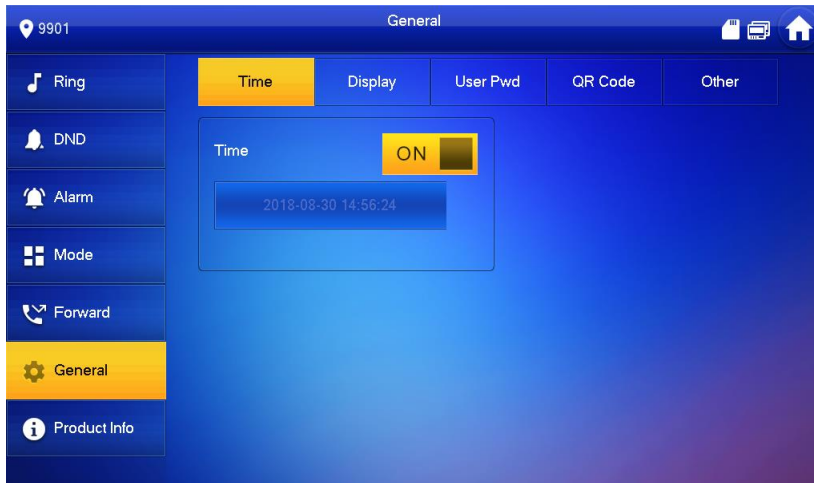 9901
General
Ring
DND
Alarm
Mode
Forward
General
Product Info
Time Display User Pwd QR Code Other
Time ON
2018-08-30 14:56:24